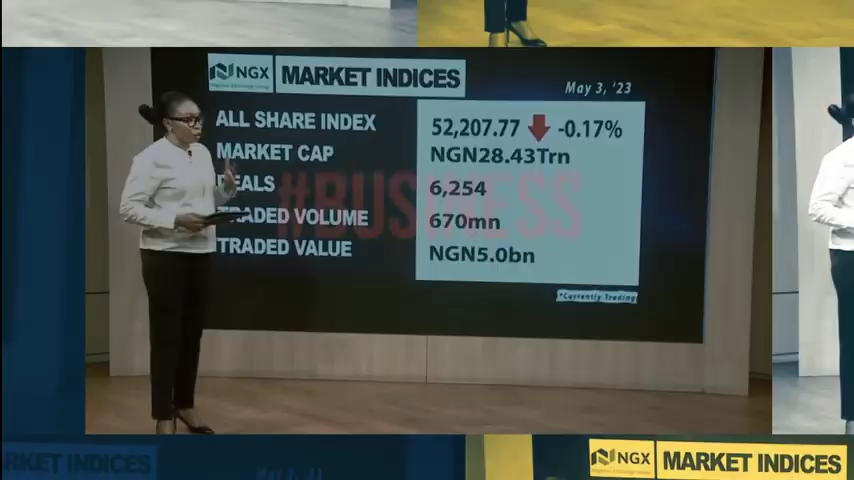 NGX
MARKET INDICES
May 3, '23
ALL SHARE INDEX
52,207.77 -0.17%
MARKET CAP
NGN28.43Trn
DEALS
6,254
TRADED VOLUME
670mn
TRADED VALUE
NGN5.0bn
#BUSINESS
*Currently Trading
RKET INDICES
NGX
MARKET INDICES